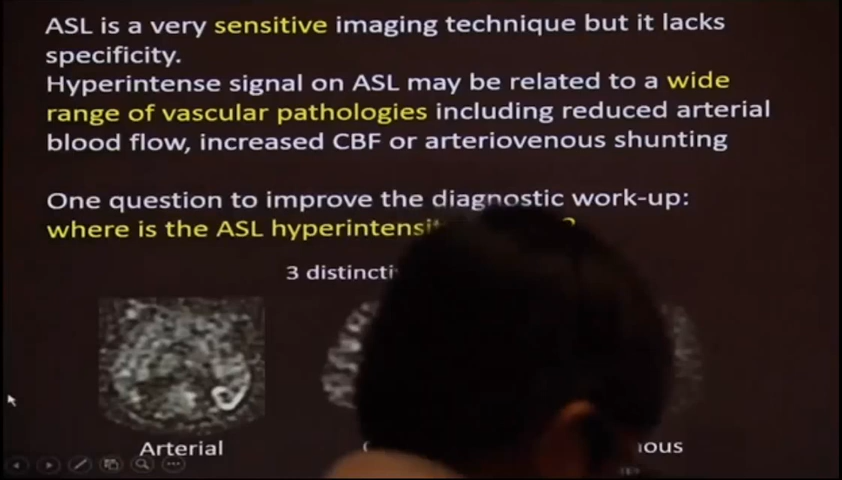 ASL is a very sensitive imaging technique but it lacks
specificity.
Hyperintense signal on ASL may be related to a wide
range of vascular pathologies including reduced arterial
blood flow, increased CBF or arteriovenous shunting
One question to improve the diagnostic work-up:
where is the ASL
3
Arterial